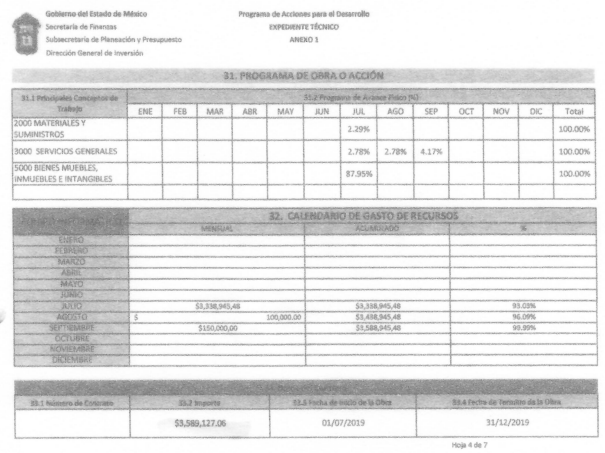 Gobierno del Estado de México
Secretaría de Finanzas
Subsecretaría de Planeación y Presupuesto
Dirección General de Inversión
Programa de Acciones para el Desarrollo
EXPEDIENTE TÉCNICO
ANEXO 1
31. PROGRAMA DE OBRA O ACCIÓN
31.1 Principales Conceptos de Trabajo
31.2 Programa de Avance Físico (%)
ENE FEB MAR ABR MAY JUN JUL AGO SEP OCT NOV DIC Total
2000 MATERIALES Y SUMINISTROS 2.29% 100.00%
3000 SERVICIOS GENERALES 2.78% 2.78% 4.17% 100.00%
5000 BIENES MUEBLES, INMUEBLES E INTANGIBLES 87.95% 100.00%
32. CALENDARIO DE GASTO DE RECURSOS
MENSUAL ACUMULADO %
ENERO
FEBRERO
MARZO
ABRIL
MAYO
JUNIO
JULIO $3,338,945,48 $3,338,945,48 93.03%
AGOSTO $ 100,000.00 $3,438,945,48 96.09%
SEPTIEMBRE $150,000,00 $3,588,945,48 99.99%
OCTUBRE
NOVIEMBRE
DICIEMBRE
33.1 Número de Contrato 33.2 Importe 33.3 Fecha de Inicio de la Obra 33.4 Fecha de Termino de la Obra
$3,589,127.06 01/07/2019 31/12/2019
Hoja 4 de 7